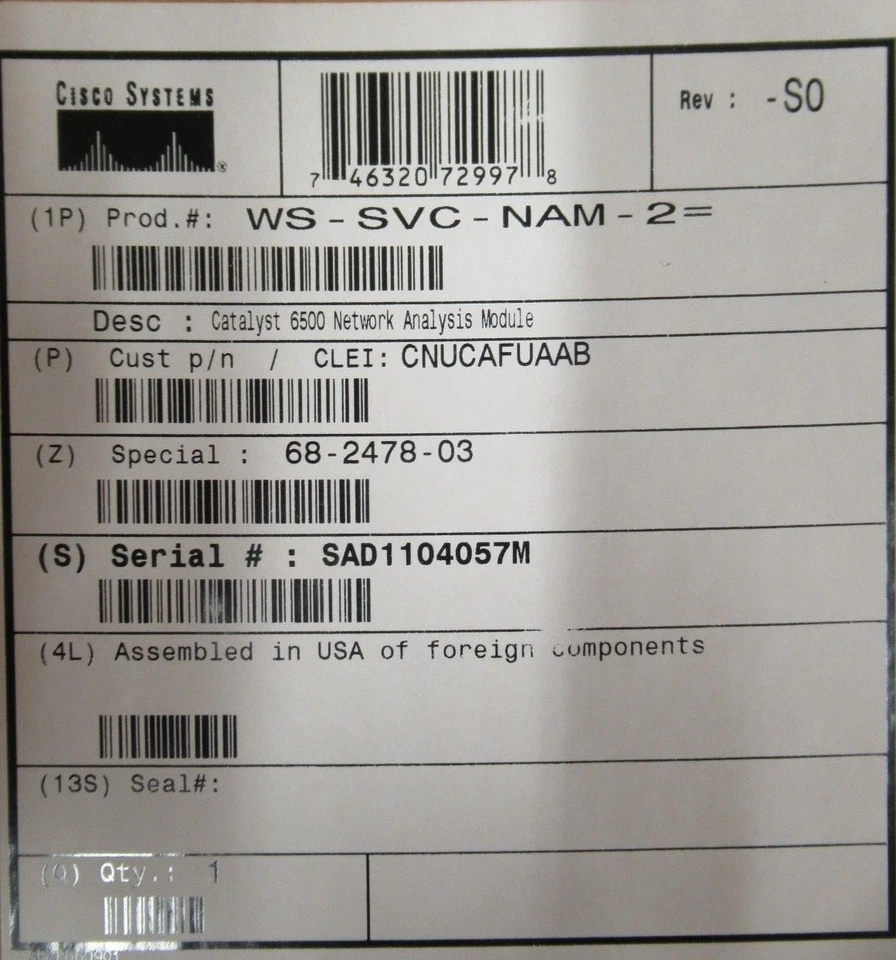 CISCO SYSTEMS
®
7 46320 72997 8
Rev : -S0
(1P) Prod.#: WS-SVC-NAM-2=
Desc : Catalyst 6500 Network Analysis Module
(P) Cust p/n / CLEI: CNUCAFUAAB
(Z) Special : 68-2478-03
(S) Serial # : SAD1104057M
(4L) Assembled in USA of foreign components
(13S) Seal#:
(Q) Qty.: 1